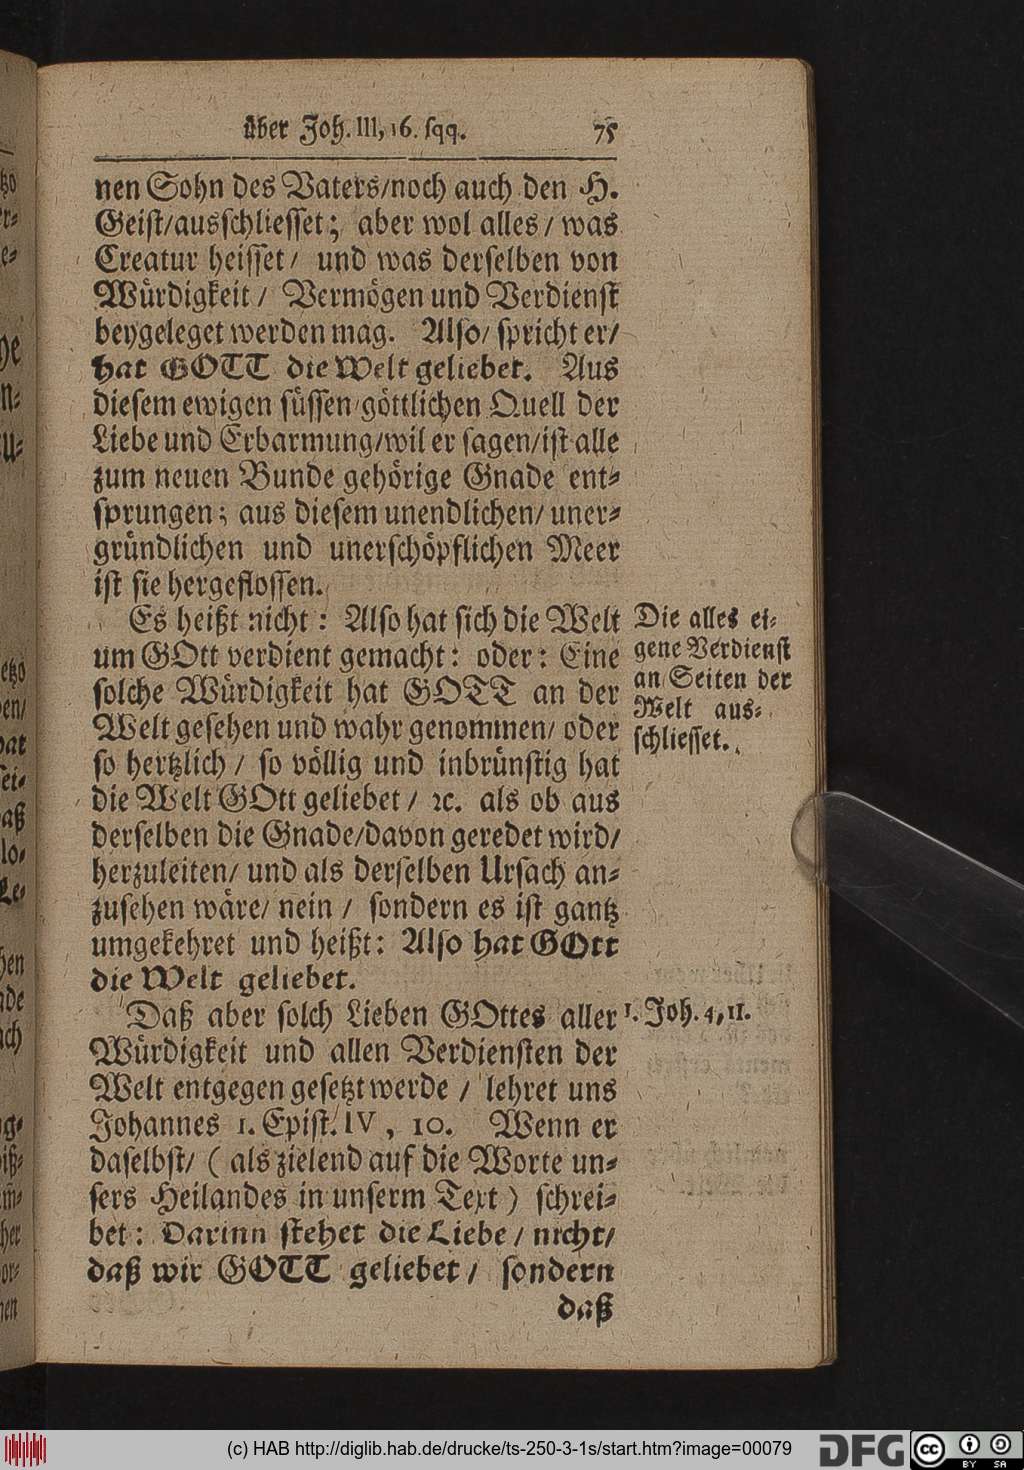 über Joh. III, 16. sqq. 75
nen Sohn des Vaters/noch auch den H.
Geist/ausschliesset; aber wol alles / was
Creatur heisset / und was derselben von
Würdigkeit / Vermögen und Verdienst
beygeleget werden mag. Also/ spricht er/
hat GOTT die Welt geliebet. Aus
diesem ewigen süssen göttlichen Quell der
Liebe und Erbarmung/wil er sagen/ist alle
zum neuen Bunde gehörige Gnade ent-
sprungen; aus diesem unendlichen/ uner-
gründlichen und unerschöpflichen Meer
ist sie hergeflossen.
Es heißt nicht: Also hat sich die Welt
um GOtt verdient gemacht: oder: Eine
solche Würdigkeit hat GOTT an der
Welt gesehen und wahr genommen/ oder
so hertzlich / so völlig und inbrünstig hat
die Welt GOtt geliebet / ꝛc. als ob aus
derselben die Gnade/davon geredet wird/
herzuleiten/ und als derselben Ursach an-
zusehen wäre/ nein / sondern es ist gantz
umgekehret und heißt: Also hat GOtt
die Welt geliebet.
Die alles ei-
gene Verdienst
an Seiten der
Welt aus-
schliesset.
Daß aber solch Lieben GOttes aller
Würdigkeit und allen Verdiensten der
Welt entgegen gesetzt werde / lehret uns
Johannes 1. Epist. IV, 10. Wenn er
daselbst/ ( als zielend auf die Worte un-
sers Heilandes in unserm Text ) schrei-
bet: Darinn stehet die Liebe / nicht/
daß wir GOTT geliebet / sondern
daß
1. Joh. 4, 11.
(c) HAB http://diglib.hab.de/drucke/ts-250-3-1s/start.htm?image=00079
DFG
cc BY SA